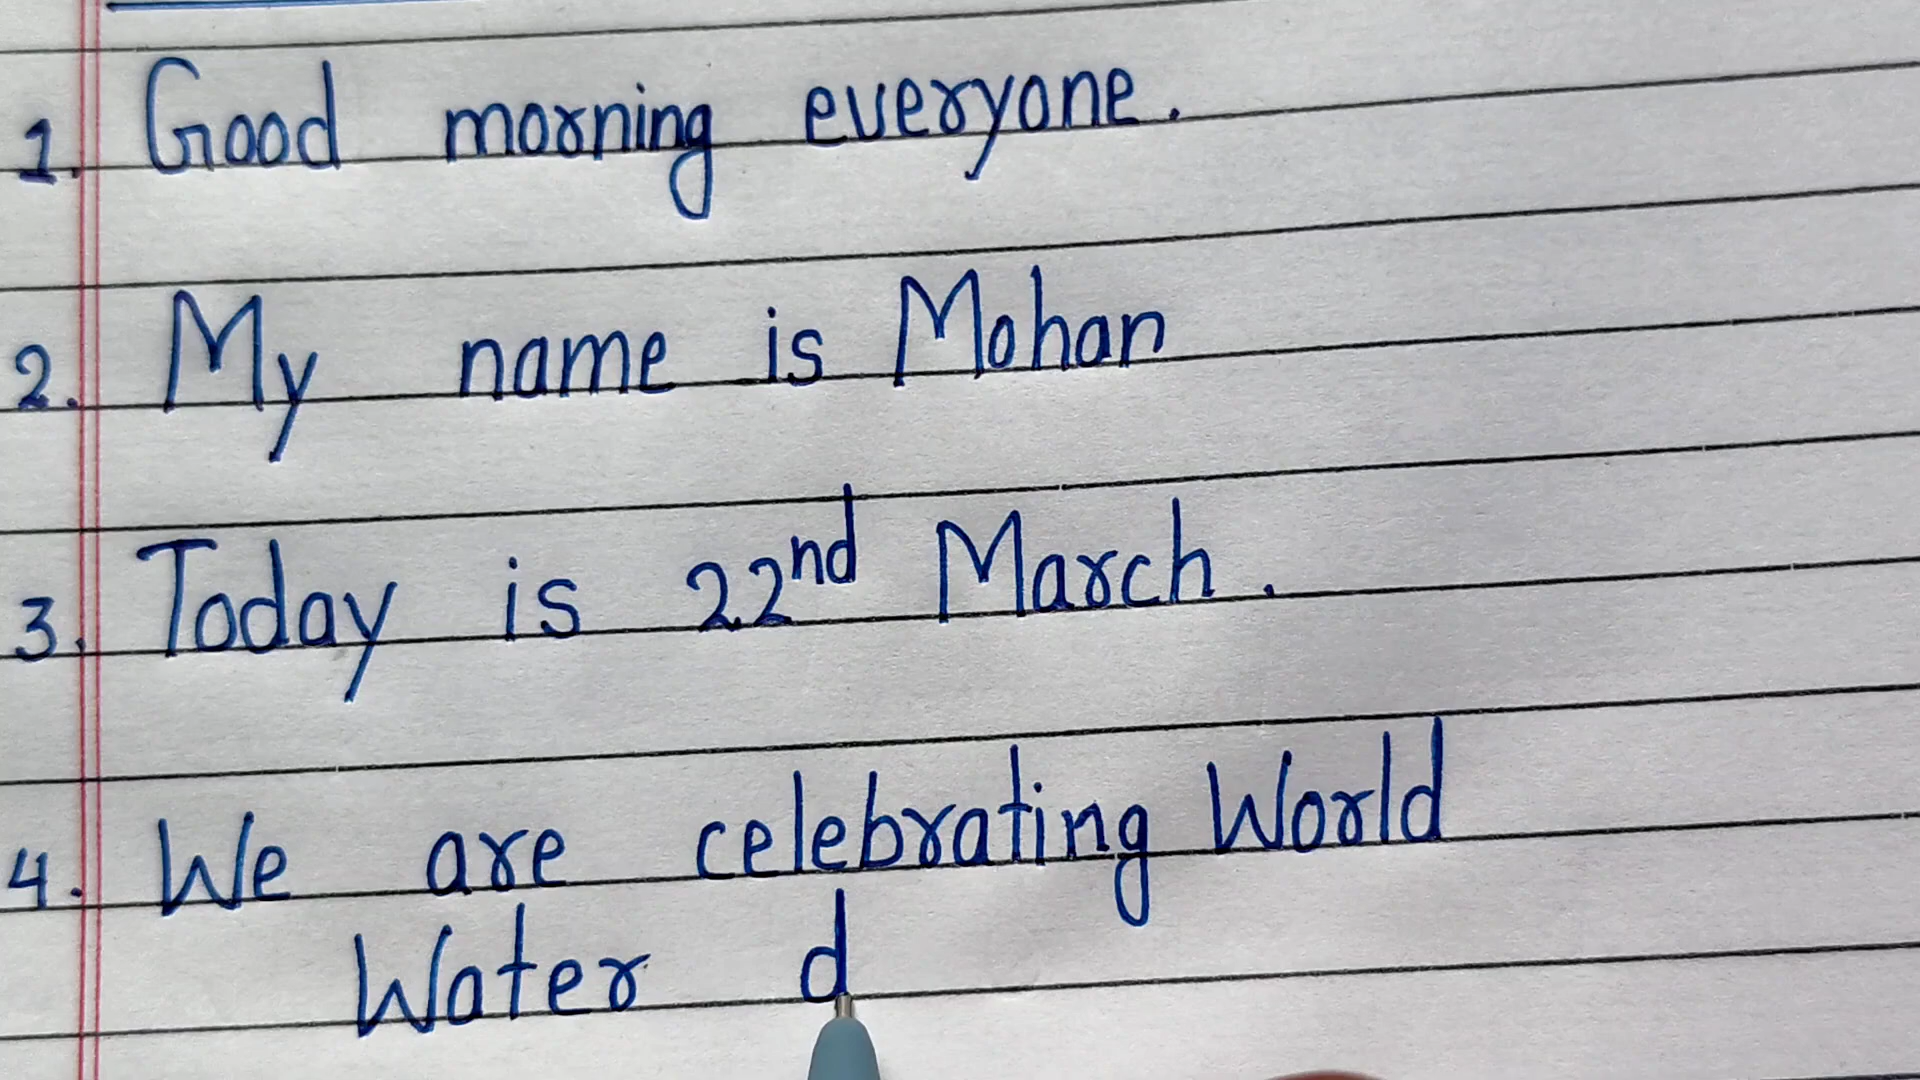 1. Good morning everyone.
2. My name is Mohan
3. Today is 22nd March.
4. We are celebrating World
Water d